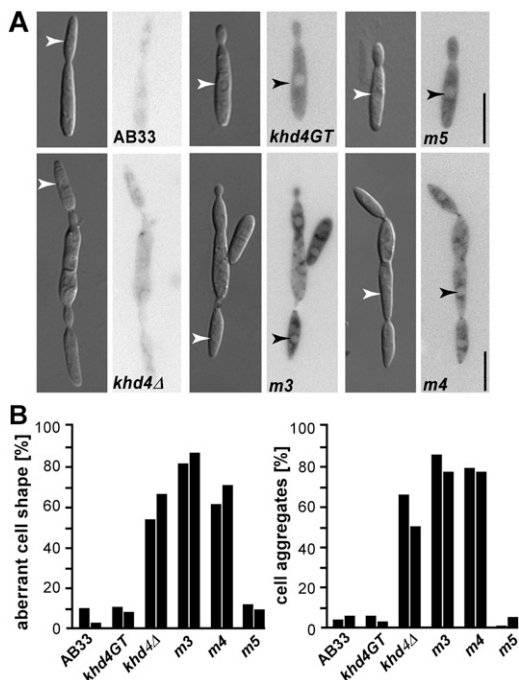 A
AB33
khd4GT
m5
khd4Δ
m3
m4
B
aberrant cell shape [%]
100
80
60
40
20
0
AB33
khd4GT
khd4Δ
m3
m4
m5
cell aggregates [%]
100
80
60
40
20
0
AB33
khd4GT
khd4Δ
m3
m4
m5